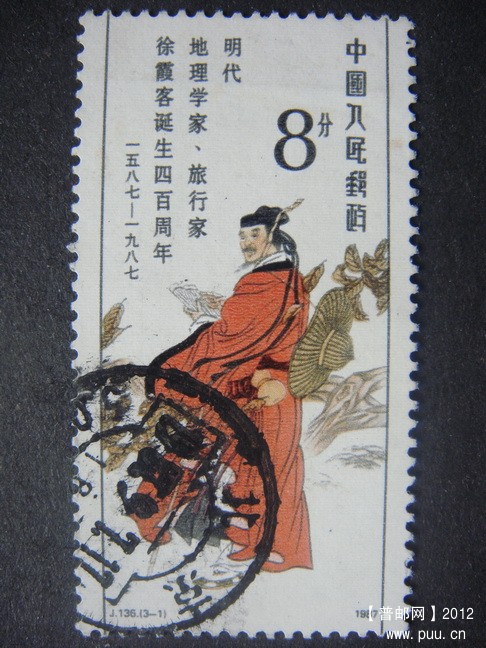 中國人民郵政
8分
明代
地理学家、旅行家
徐霞客诞生四百周年
一五八七—一九八七
J.136.(3-1)
1987
【普邮网】2012
www.puu.cn